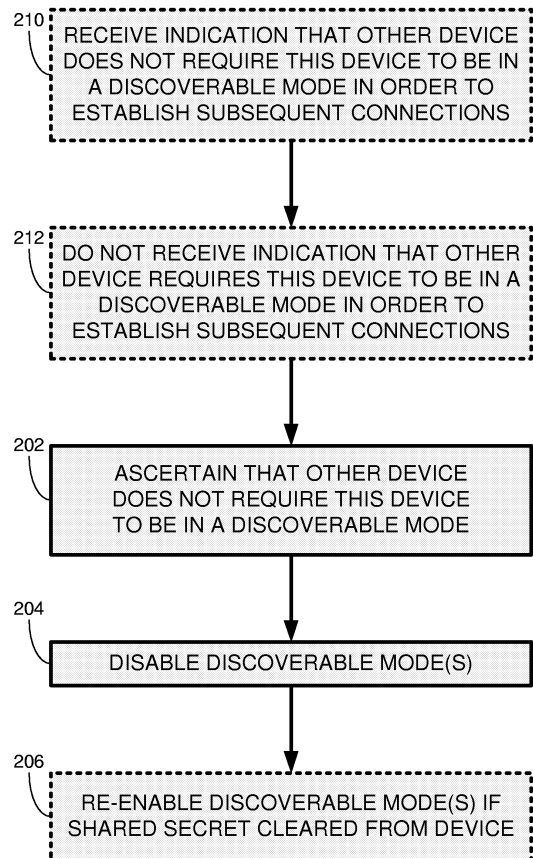 210
RECEIVE INDICATION THAT OTHER DEVICE
DOES NOT REQUIRE THIS DEVICE TO BE IN
A DISCOVERABLE MODE IN ORDER TO
ESTABLISH SUBSEQUENT CONNECTIONS
212
DO NOT RECEIVE INDICATION THAT OTHER
DEVICE REQUIRES THIS DEVICE TO BE IN A
DISCOVERABLE MODE IN ORDER TO
ESTABLISH SUBSEQUENT CONNECTIONS
202
ASCERTAIN THAT OTHER DEVICE
DOES NOT REQUIRE THIS DEVICE
TO BE IN A DISCOVERABLE MODE
204
DISABLE DISCOVERABLE MODE(S)
206
RE-ENABLE DISCOVERABLE MODE(S) IF
SHARED SECRET CLEARED FROM DEVICE